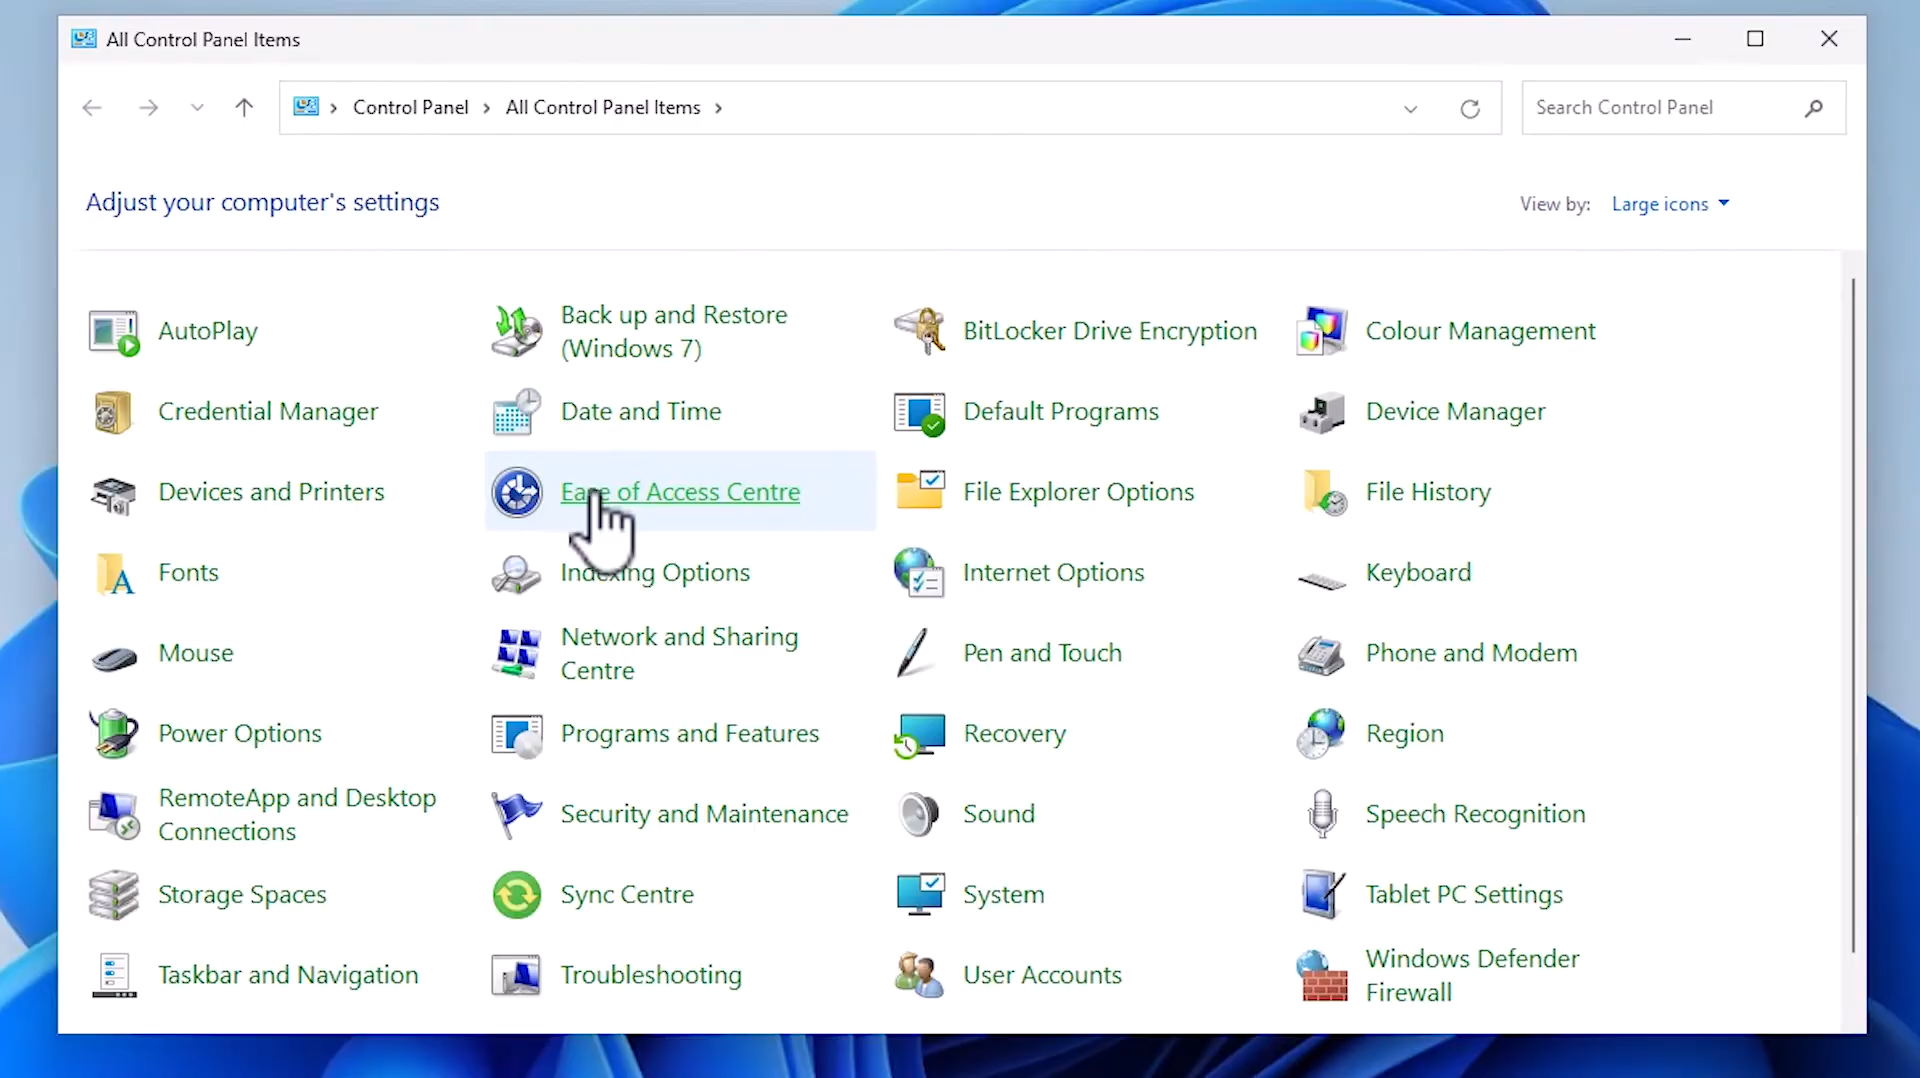 All Control Panel Items
Control Panel > All Control Panel Items >
Search Control Panel
Adjust your computer's settings
View by: Large icons
AutoPlay
Back up and Restore
(Windows 7)
BitLocker Drive Encryption
Colour Management
Credential Manager
Date and Time
Default Programs
Device Manager
Devices and Printers
Ease of Access Centre
File Explorer Options
File History
Fonts
Indexing Options
Internet Options
Keyboard
Mouse
Network and Sharing
Centre
Pen and Touch
Phone and Modem
Power Options
Programs and Features
Recovery
Region
RemoteApp and Desktop
Connections
Security and Maintenance
Sound
Speech Recognition
Storage Spaces
Sync Centre
System
Tablet PC Settings
Taskbar and Navigation
Troubleshooting
User Accounts
Windows Defender
Firewall